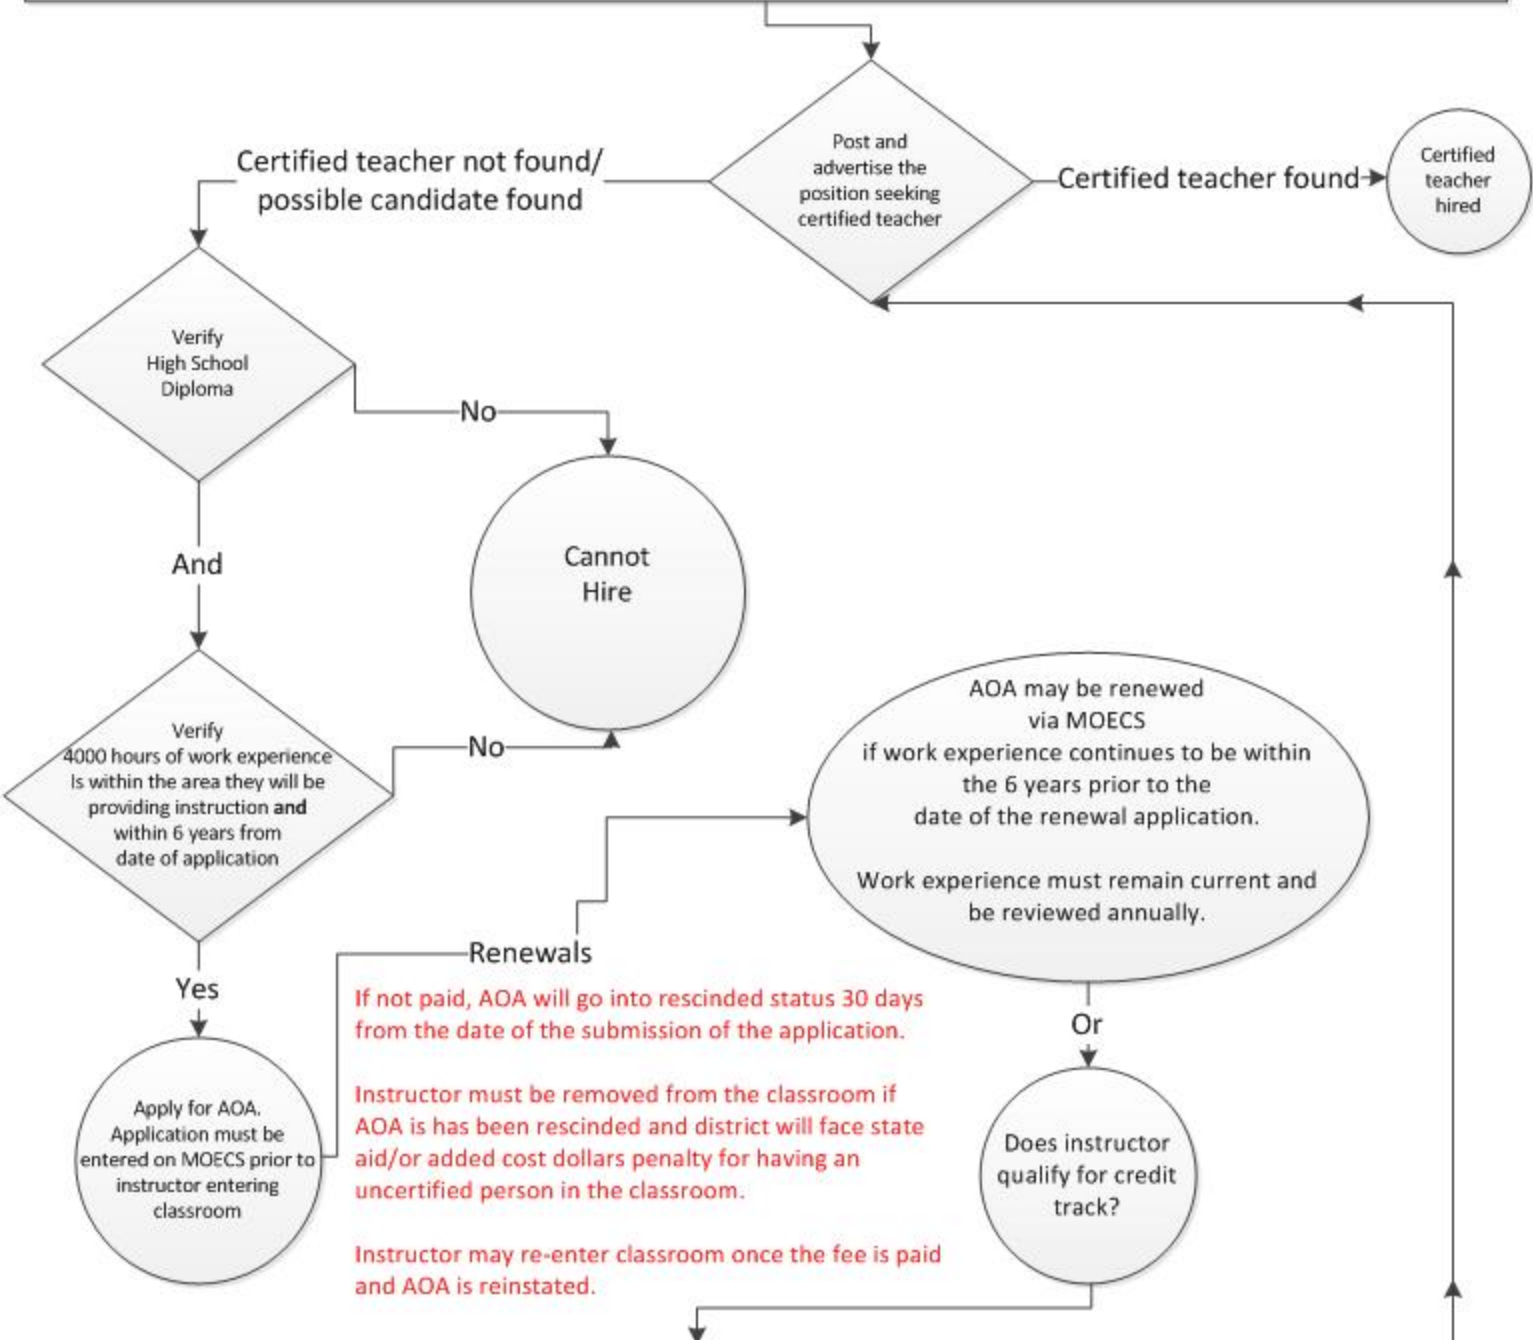 Post and
advertise the
position seeking
certified teacher
Certified teacher found
Certified
teacher
hired
Certified teacher not found/
possible candidate found
Verify
High School
Diploma
No
Cannot
Hire
And
Verify
4000 hours of work experience
Is within the area they will be
providing instruction and
within 6 years from
date of application
No
Yes
Apply for AOA.
Application must be
entered on MOECS prior to
instructor entering
classroom
Renewals
AOA may be renewed
via MOECS
if work experience continues to be within
the 6 years prior to the
date of the renewal application.
Work experience must remain current and
be reviewed annually.
If not paid, AOA will go into rescinded status 30 days
from the date of the submission of the application.
Instructor must be removed from the classroom if
AOA is has been rescinded and district will face state
aid/or added cost dollars penalty for having an
uncertified person in the classroom.
Instructor may re-enter classroom once the fee is paid
and AOA is reinstated.
Or
Does instructor
qualify for credit
track?